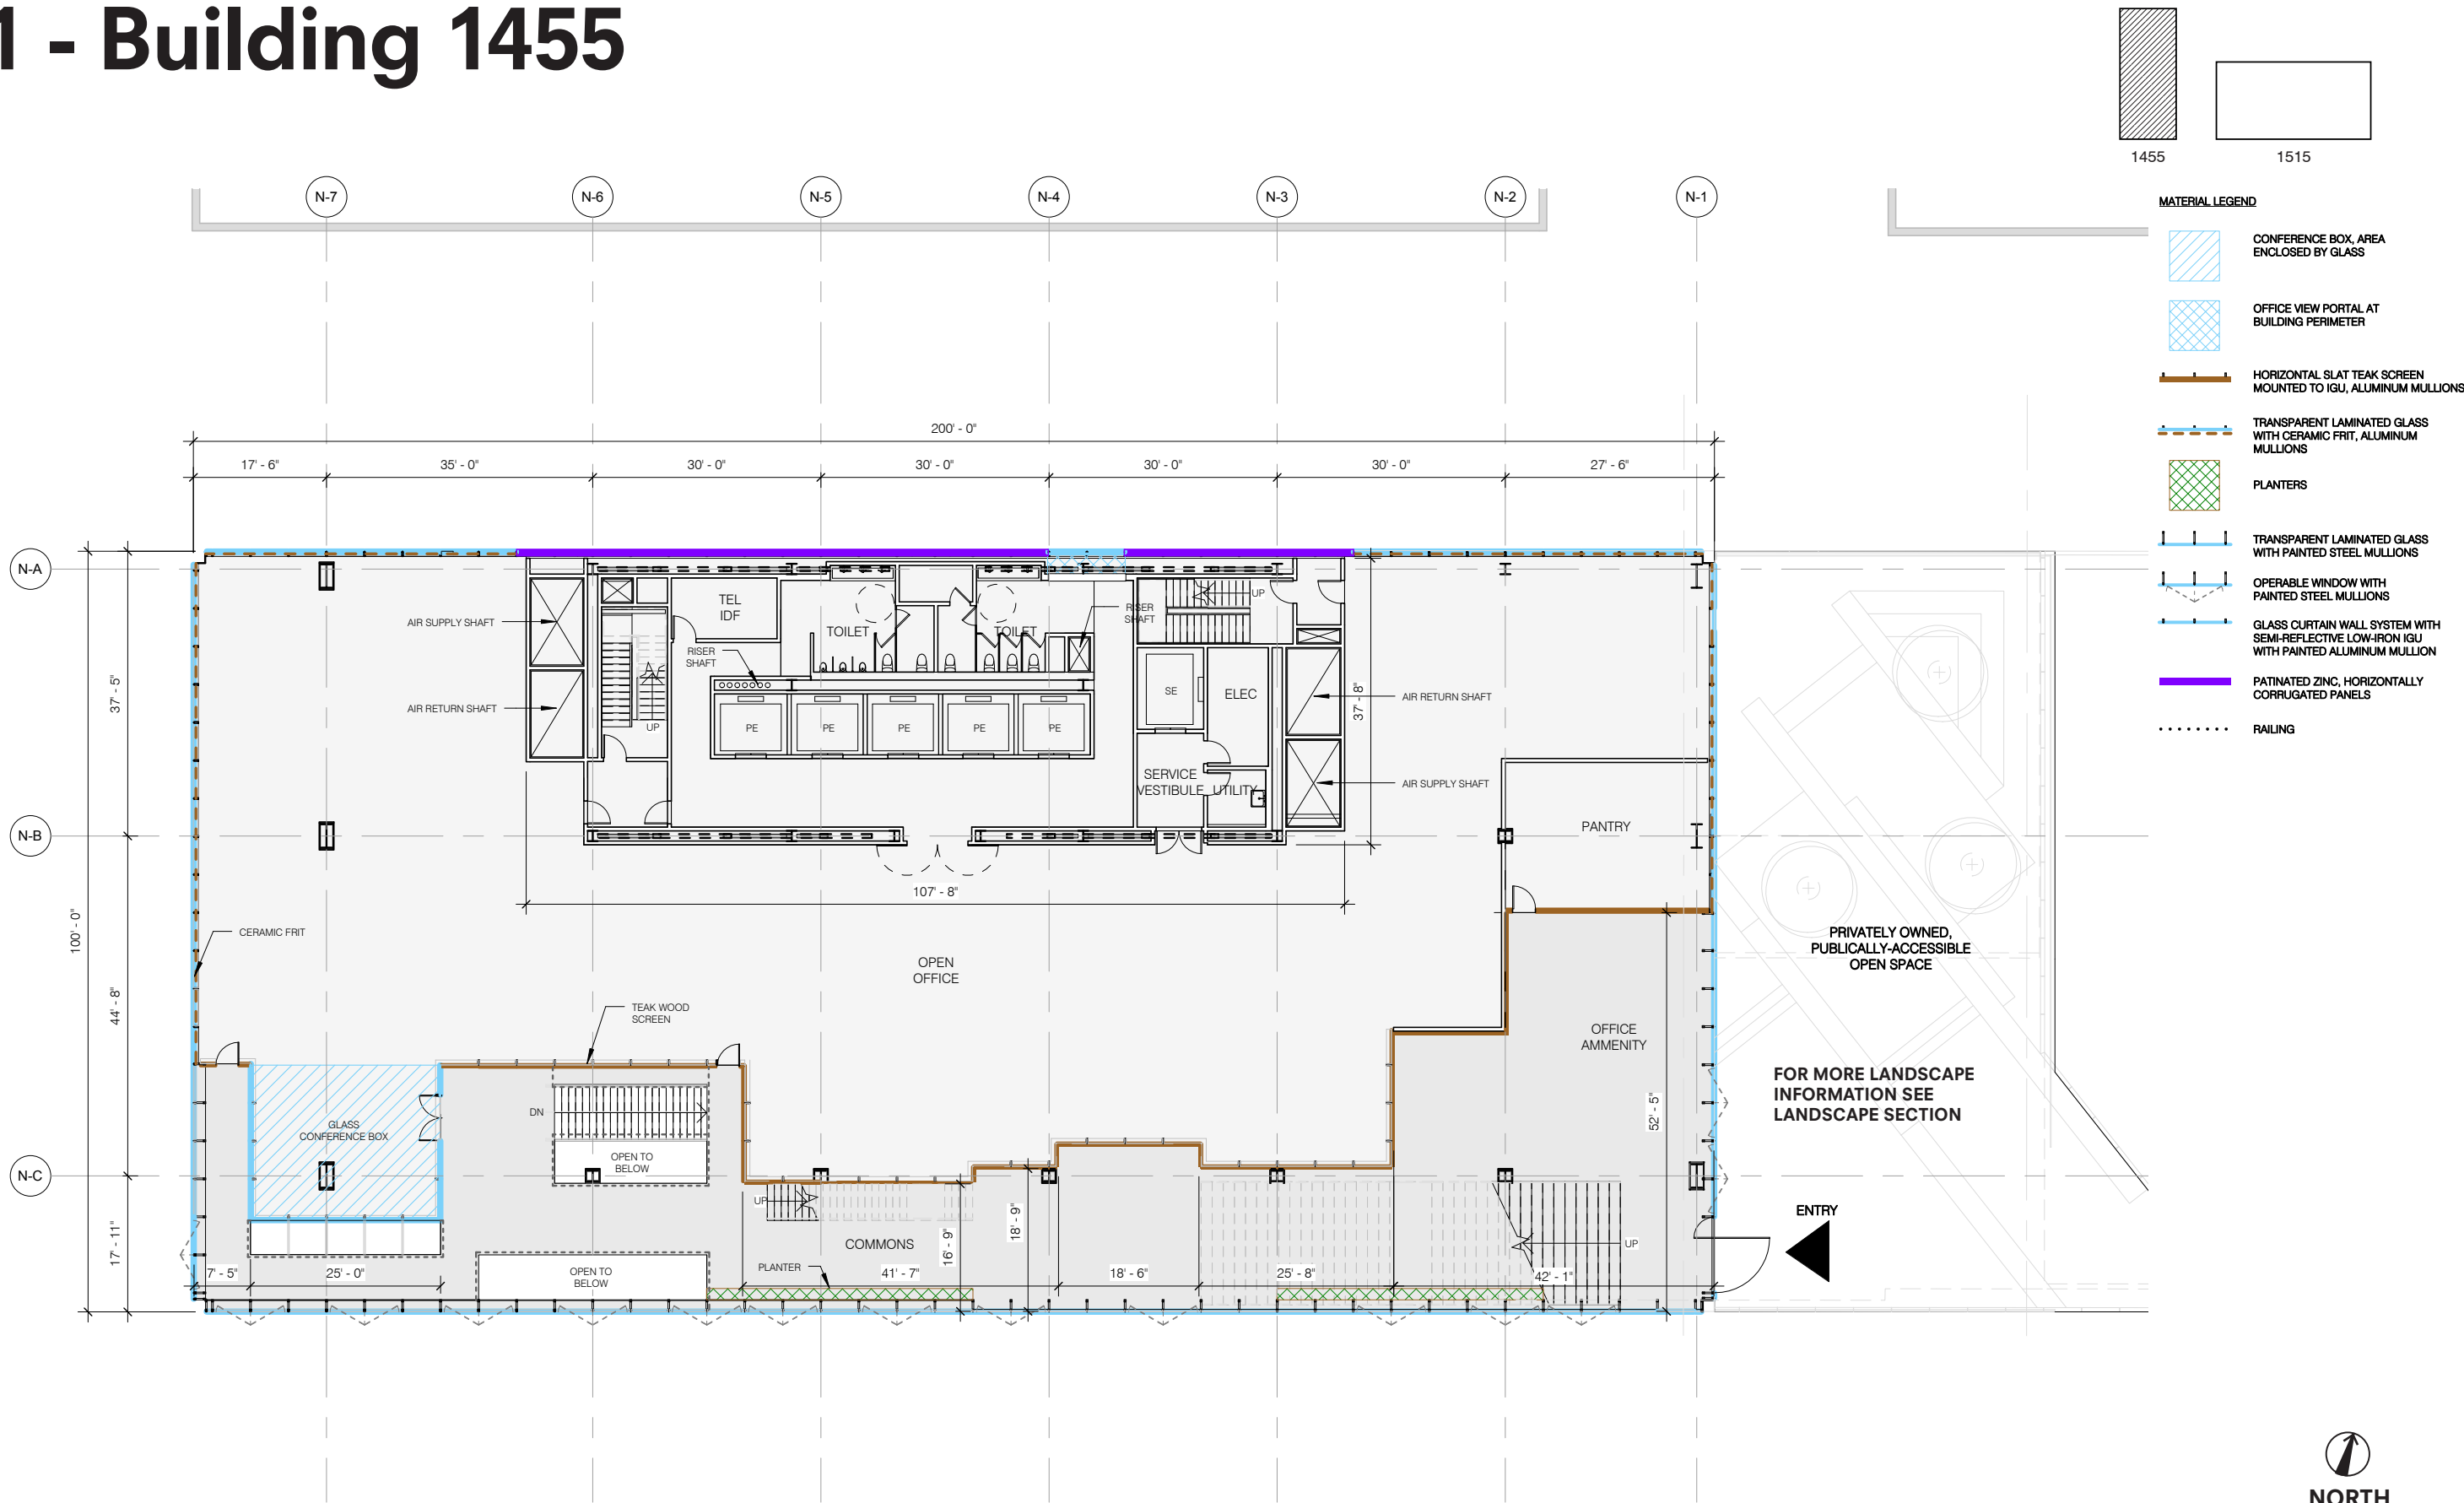 1 - Building 1455
1455
1515
MATERIAL LEGEND
CONFERENCE BOX, AREA
ENCLOSED BY GLASS
OFFICE VIEW PORTAL AT
BUILDING PERIMETER
HORIZONTAL SLAT TEAK SCREEN
MOUNTED TO IGU, ALUMINUM MULLIONS
TRANSPARENT LAMINATED GLASS
WITH CERAMIC FRIT, ALUMINUM
MULLIONS
PLANTERS
TRANSPARENT LAMINATED GLASS
WITH PAINTED STEEL MULLIONS
OPERABLE WINDOW WITH
PAINTED STEEL MULLIONS
GLASS CURTAIN WALL SYSTEM WITH
SEMI-REFLECTIVE LOW-IRON IGU
WITH PAINTED ALUMINUM MULLION
PATINATED ZINC, HORIZONTALLY
CORRUGATED PANELS
RAILING
N-7
N-6
N-5
N-4
N-3
N-2
N-1
200' - 0"
17' - 6"
35' - 0"
30' - 0"
30' - 0"
30' - 0"
30' - 0"
27' - 6"
N-A
N-B
N-C
100' - 0"
37' - 5"
44' - 8"
17' - 11"
AIR SUPPLY SHAFT
AIR RETURN SHAFT
TEL
IDF
RISER
SHAFT
TOILET
TOILET
RISER
SHAFT
UP
UP
PE
PE
PE
PE
PE
SE
ELEC
SERVICE
VESTIBULE
UTILITY
37' - 8"
AIR RETURN SHAFT
AIR SUPPLY SHAFT
107' - 8"
PANTRY
CERAMIC FRIT
OPEN
OFFICE
TEAK WOOD
SCREEN
OFFICE
AMMENITY
52' - 5"
PRIVATELY OWNED,
PUBLICALLY-ACCESSIBLE
OPEN SPACE
FOR MORE LANDSCAPE
INFORMATION SEE
LANDSCAPE SECTION
GLASS
CONFERENCE BOX
DN
OPEN TO
BELOW
UP
COMMONS
16' - 9"
18' - 9"
UP
ENTRY
PLANTER
OPEN TO
BELOW
7' - 5"
25' - 0"
41' - 7"
18' - 6"
25' - 8"
42' - 1"
NORTH